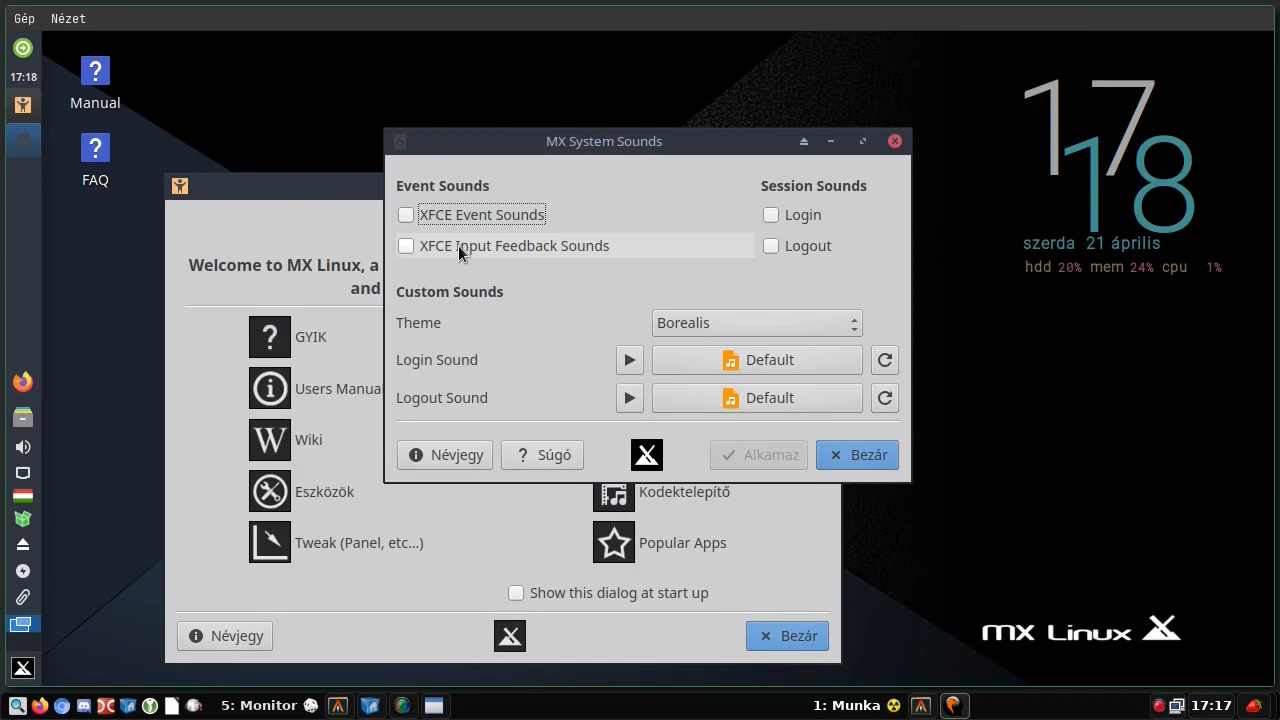 Gép Nézet
17:18
Manual
FAQ
17
18
szerda 21 április
hdd 20% mem 24% cpu 1%
MX System Sounds
Event Sounds
Session Sounds
XFCE Event Sounds
Login
XFCE Input Feedback Sounds
Logout
Custom Sounds
Theme
Borealis
Login Sound
Default
Logout Sound
Default
Névjegy
? Súgó
Alkamaz
Bezár
Welcome to MX Linux, a
and
GYIK
Users Manua
Wiki
Eszközök
Kodektelepítő
Tweak (Panel, etc...)
Popular Apps
Show this dialog at start up
Névjegy
Bezár
MX Linux
5: Monitor
1: Munka
17:17